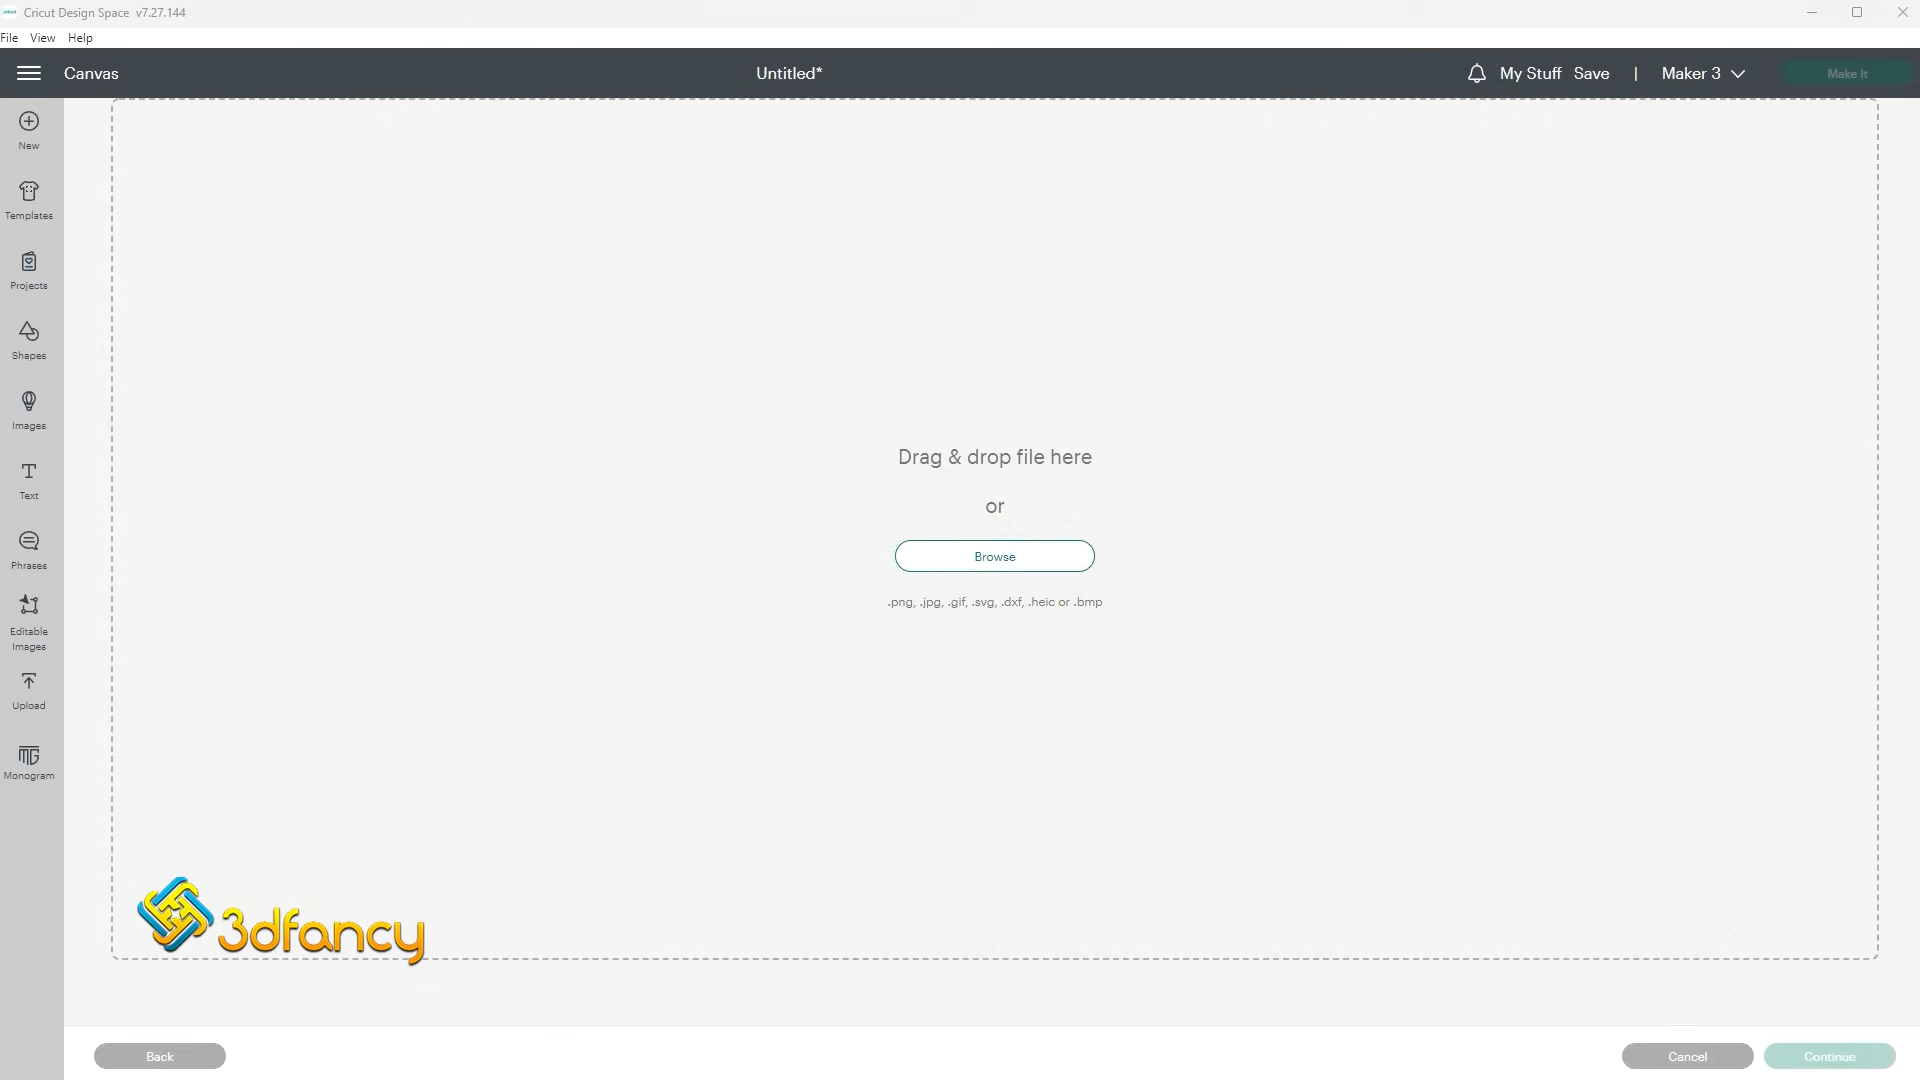 cricut Cricut Design Space v7.27.144
File View Help
Canvas Untitled* My Stuff Save | Maker 3 Make It
New
Templates
Projects
Shapes
Images
Text
Phrases
Editable
Images
Upload
MG
Monogram
Drag & drop file here
or
Browse
.png, .jpg, .gif, .svg, .dxf, .heic or .bmp
3dfancy
Back Cancel Continue